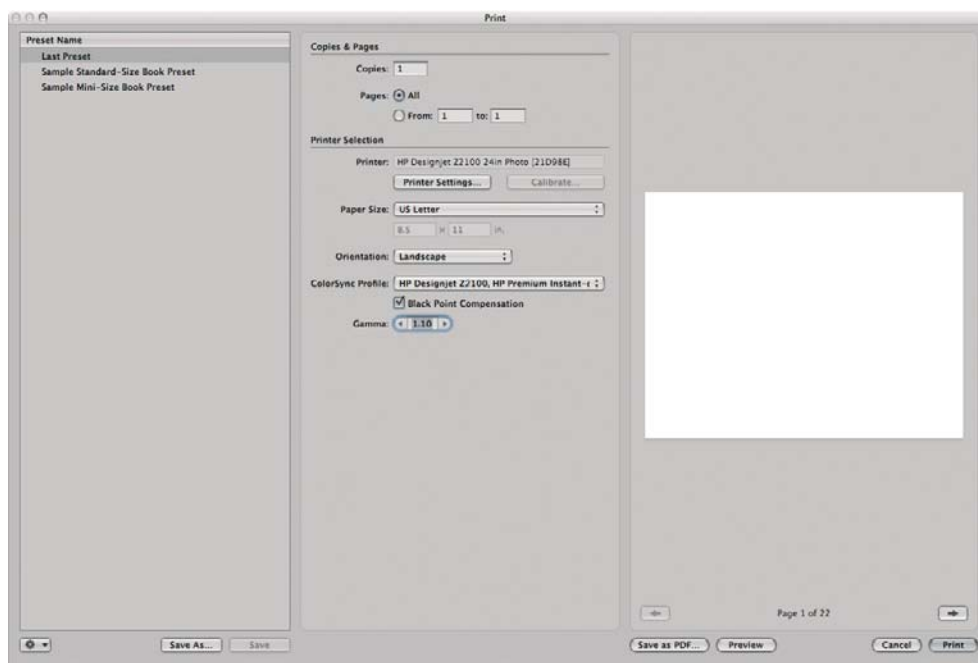 Print
Preset Name
Last Preset
Sample Standard-Size Book Preset
Sample Mini-Size Book Preset
Copies & Pages
Copies: 1
Pages: All
From: 1 to: 1
Printer Selection
Printer: HP Designjet Z2100 24in Photo [21D98E]
Printer Settings... Calibrate...
Paper Size: US Letter
8.5 x 11 in.
Orientation: Landscape
ColorSync Profile: HP Designjet Z2100, HP Premium Instant-
Black Point Compensation
Gamma: 1.10
Page 1 of 22
Save As... Save
Save as PDF... Preview Cancel Print